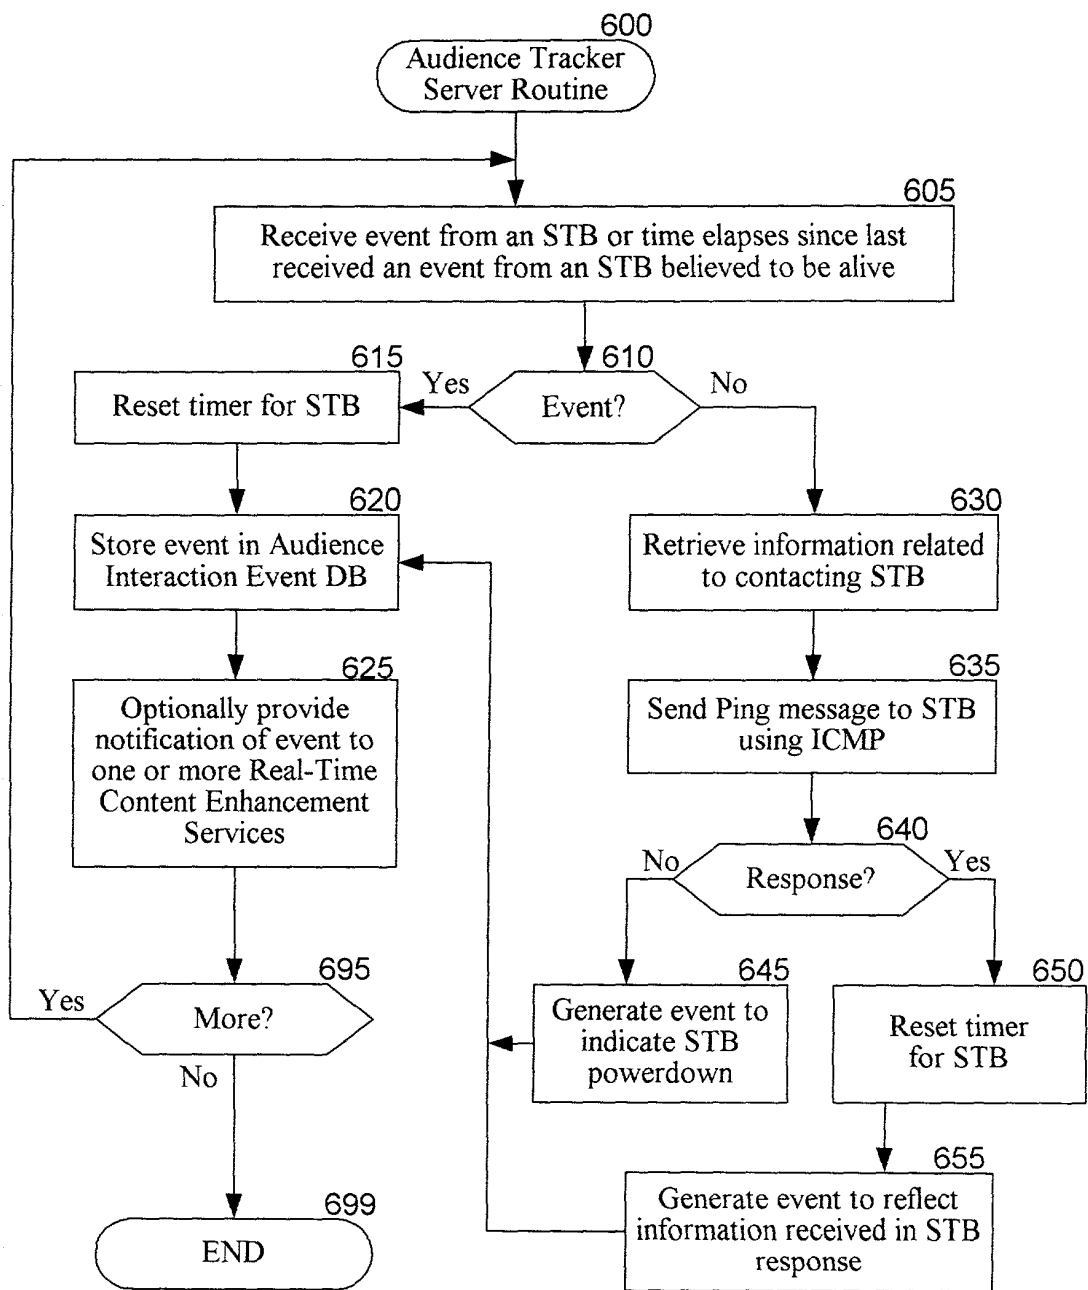 600
Audience Tracker
Server Routine
605
Receive event from an STB or time elapses since last
received an event from an STB believed to be alive
610
Event?
Yes
No
615
Reset timer for STB
620
Store event in Audience
Interaction Event DB
625
Optionally provide
notification of event to
one or more Real-Time
Content Enhancement
Services
630
Retrieve information related
to contacting STB
635
Send Ping message to STB
using ICMP
640
Response?
No
Yes
645
Generate event to
indicate STB
powerdown
650
Reset timer
for STB
655
Generate event to reflect
information received in STB
response
695
More?
Yes
No
699
END